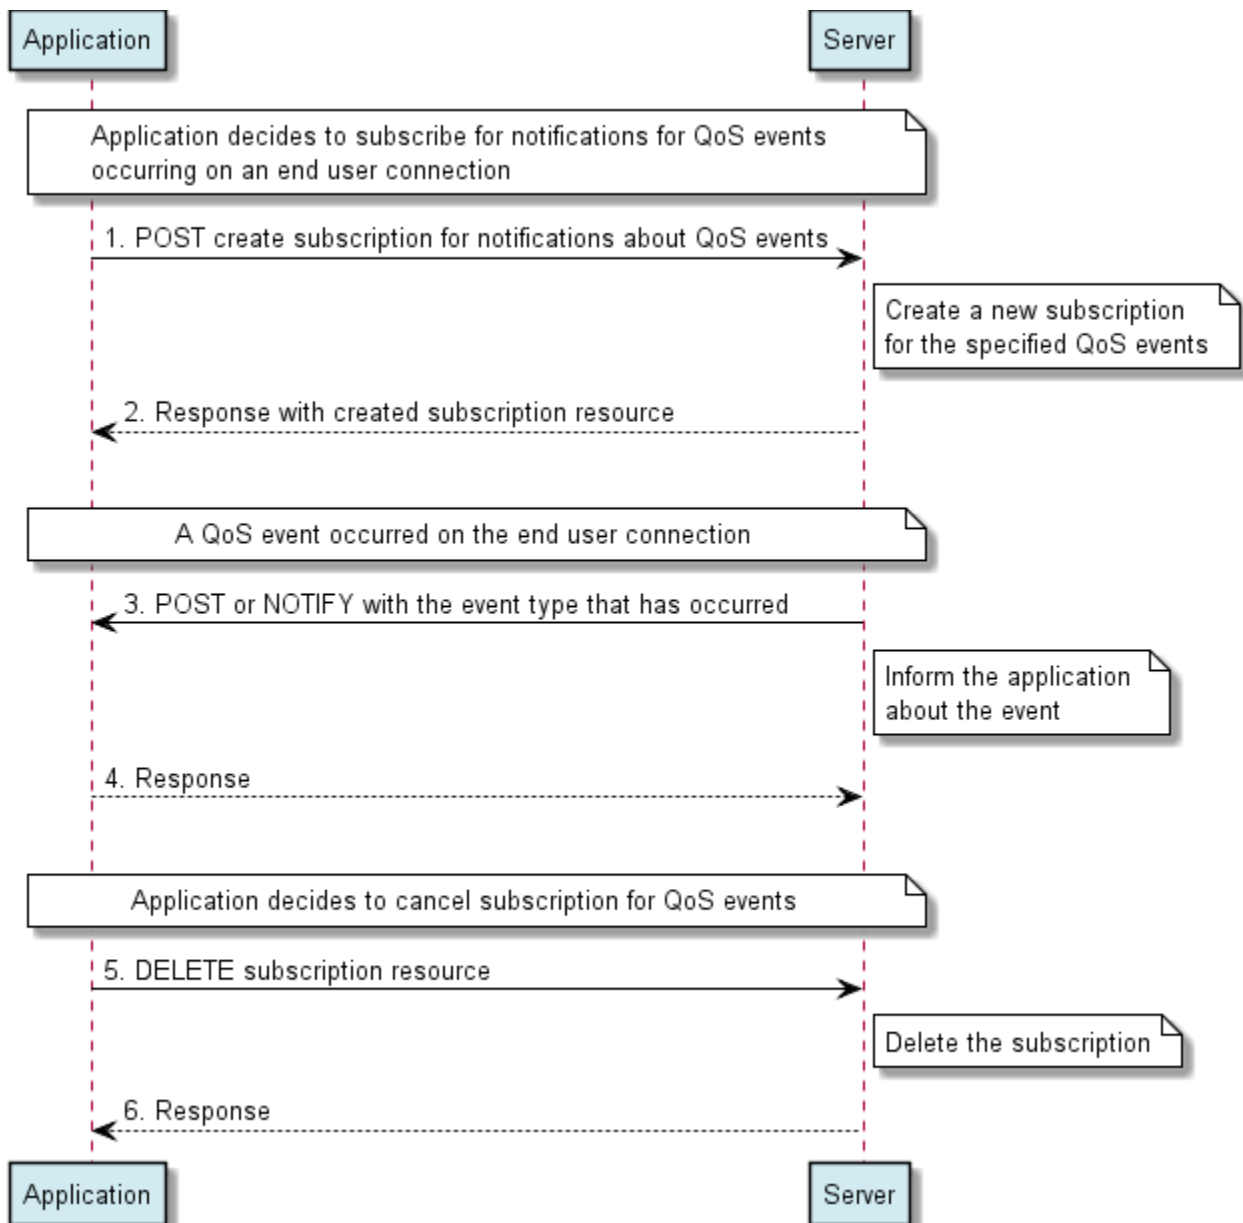 Application
Server
Application decides to subscribe for notifications for QoS events
occurring on an end user connection
1. POST create subscription for notifications about QoS events
Create a new subscription
for the specified QoS events
2. Response with created subscription resource
A QoS event occurred on the end user connection
3. POST or NOTIFY with the event type that has occurred
Inform the application
about the event
4. Response
Application decides to cancel subscription for QoS events
5. DELETE subscription resource
Delete the subscription
6. Response
Application
Server